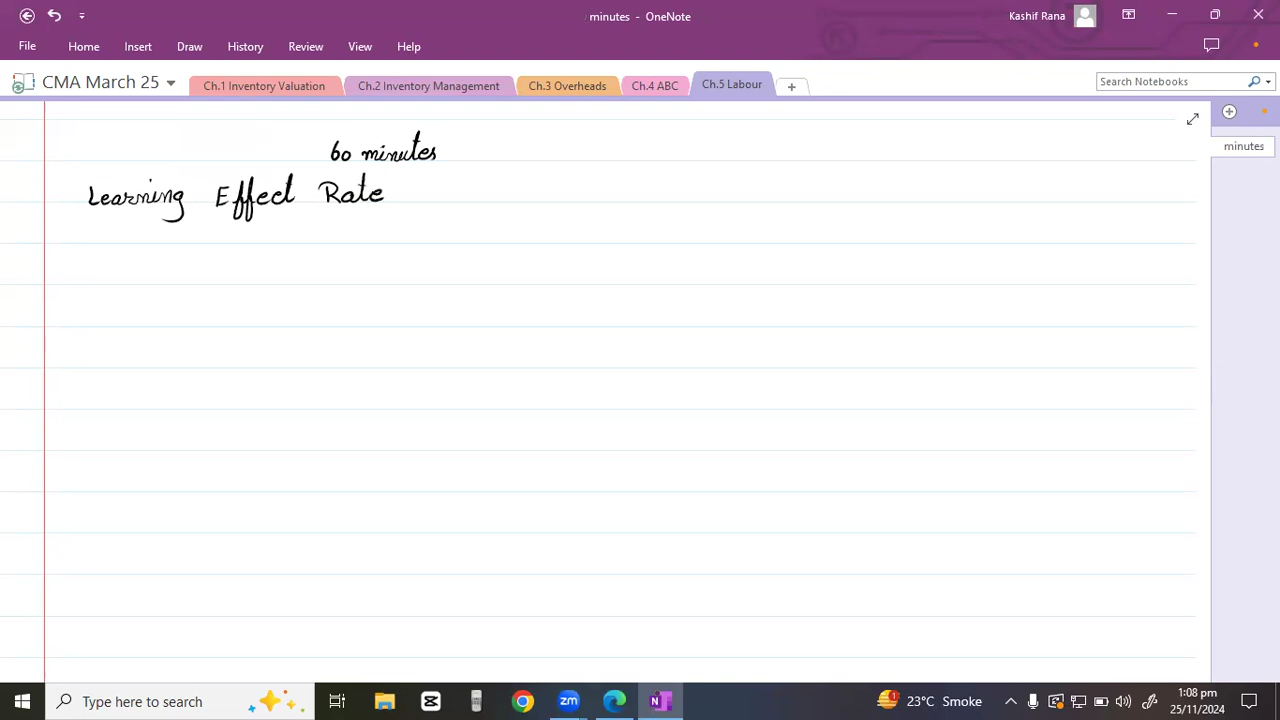 minutes - OneNote
Kashif Rana
File Home Insert Draw History Review View Help
CMA March 25
Ch.1 Inventory Valuation
Ch.2 Inventory Management
Ch.3 Overheads
Ch.4 ABC
Ch.5 Labour
Search Notebooks
minutes
60 minutes
Learning Effect Rate
Type here to search
23°C Smoke
1:08 pm
25/11/2024